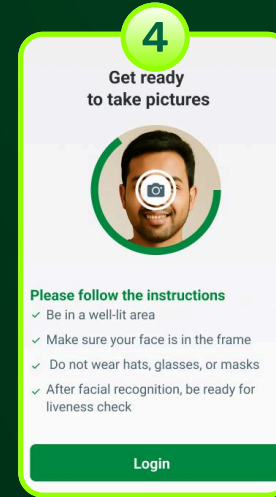 4
Get ready
to take pictures
Please follow the instructions
✓ Be in a well-lit area
✓ Make sure your face is in the frame
✓ Do not wear hats, glasses, or masks
✓ After facial recognition, be ready for
liveness check
Login